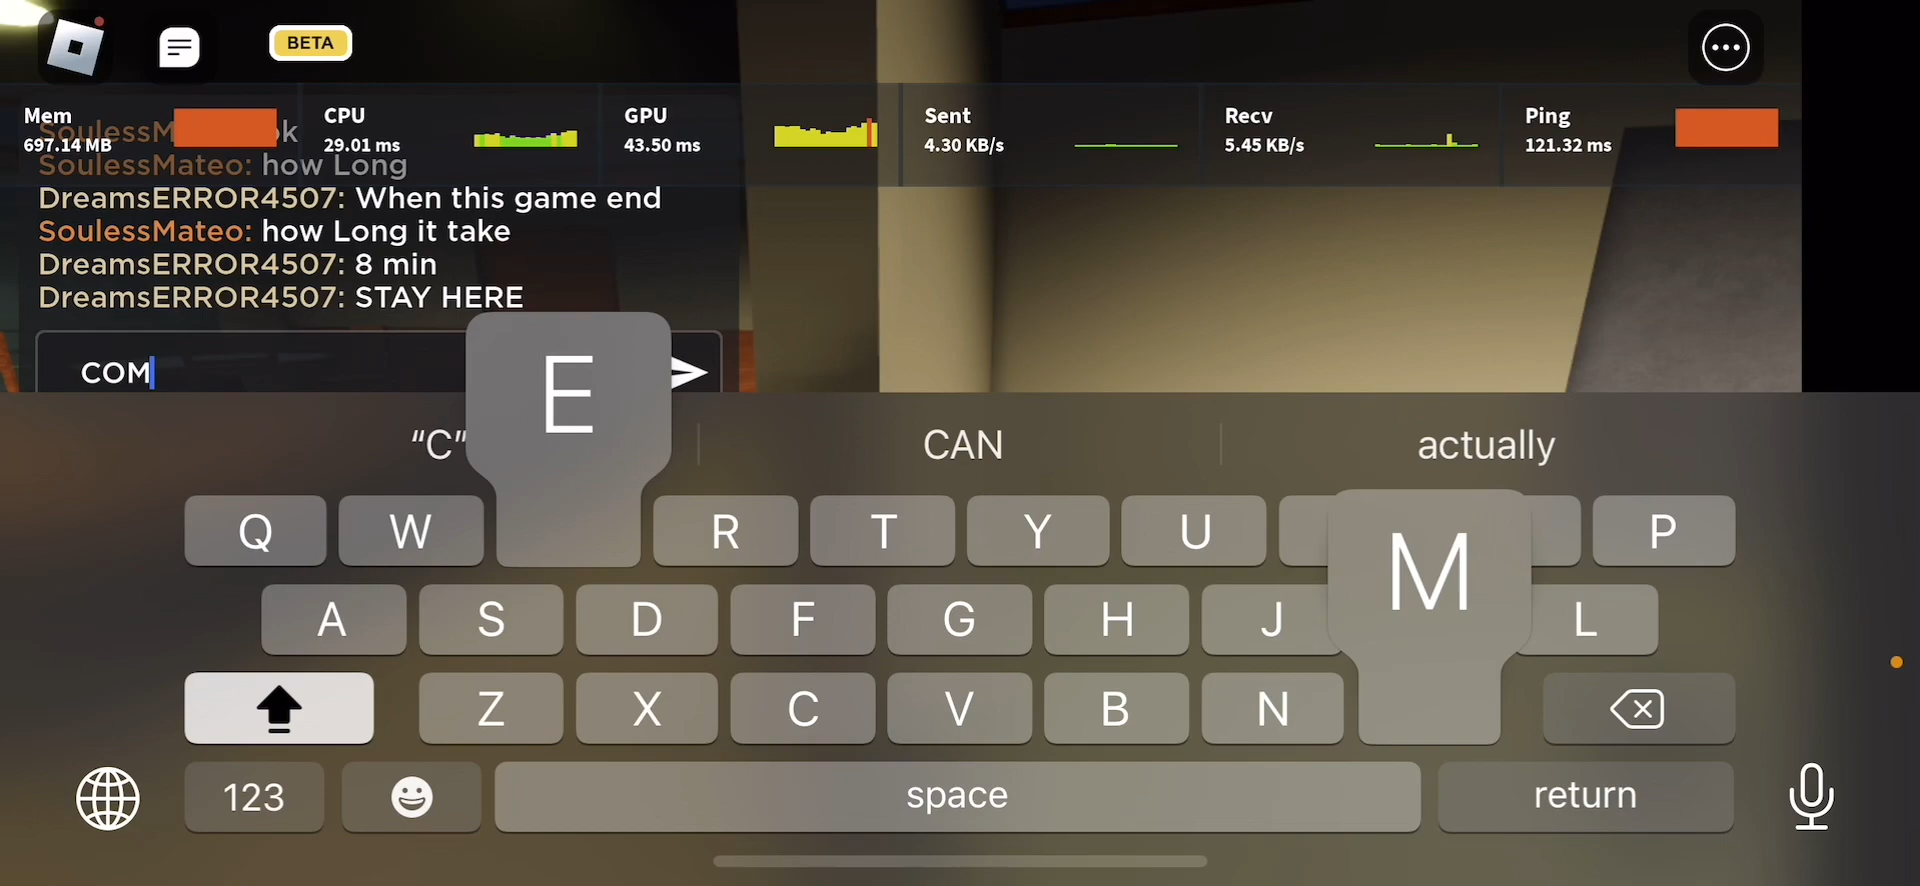 BETA
Mem
697.14 MB
CPU
29.01 ms
GPU
43.50 ms
Sent
4.30 KB/s
Recv
5.45 KB/s
Ping
121.32 ms
SoulessMateo: how Long
DreamsERROR4507: When this game end
SoulessMateo: how Long it take
DreamsERROR4507: 8 min
DreamsERROR4507: STAY HERE
COM
"C"
CAN
actually
Q W E R T Y U P
A S D F G H J L
Z X C V B N M
123
space
return